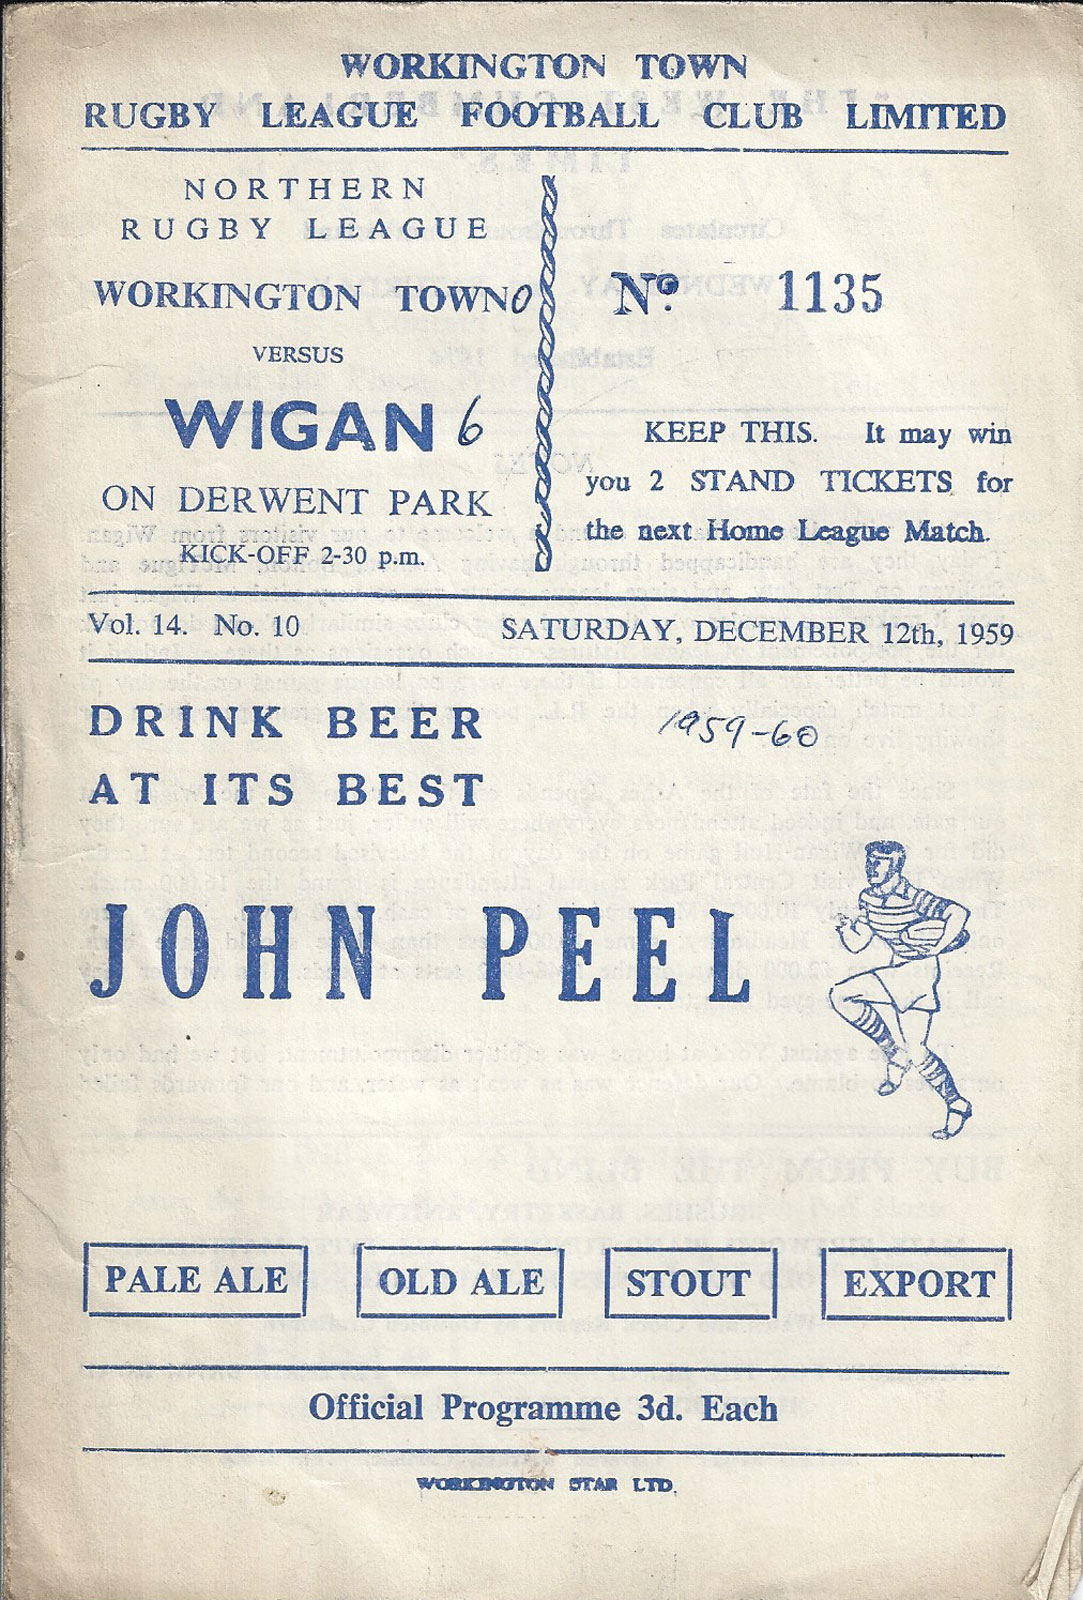 WORKINGTON TOWN
RUGBY LEAGUE FOOTBALL CLUB LIMITED
NORTHERN
RUGBY LEAGUE
WORKINGTON TOWN 0
VERSUS
WIGAN 6
ON DERWENT PARK
KICK-OFF 2-30 p.m.
No. 1135
KEEP THIS. It may win
you 2 STAND TICKETS for
the next Home League Match.
Vol. 14. No. 10 SATURDAY, DECEMBER 12th, 1959
DRINK BEER
AT ITS BEST
1959-60
JOHN PEEL
PALE ALE OLD ALE STOUT EXPORT
Official Programme 3d. Each
WORKINGTON STAR LTD.